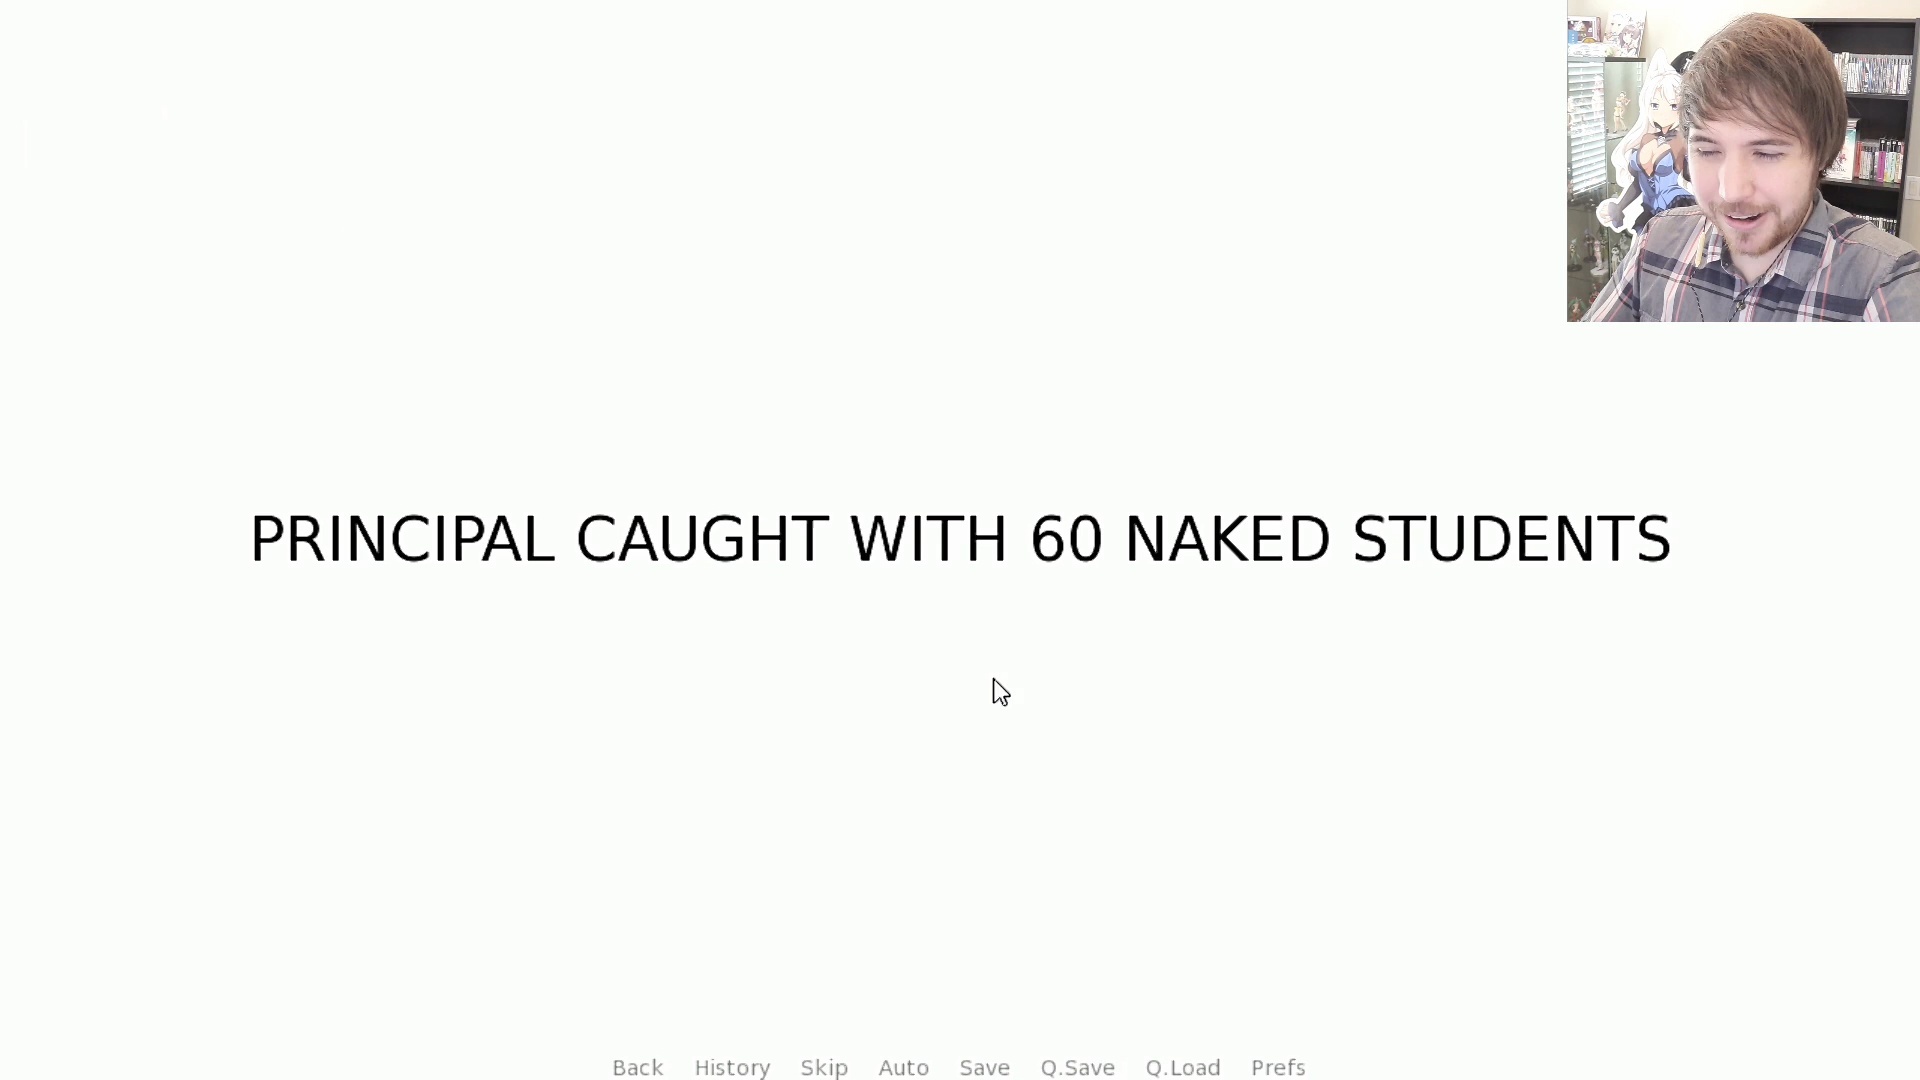 PRINCIPAL CAUGHT WITH 60 NAKED STUDENTS
Back History Skip Auto Save Q.Save Q.Load Prefs